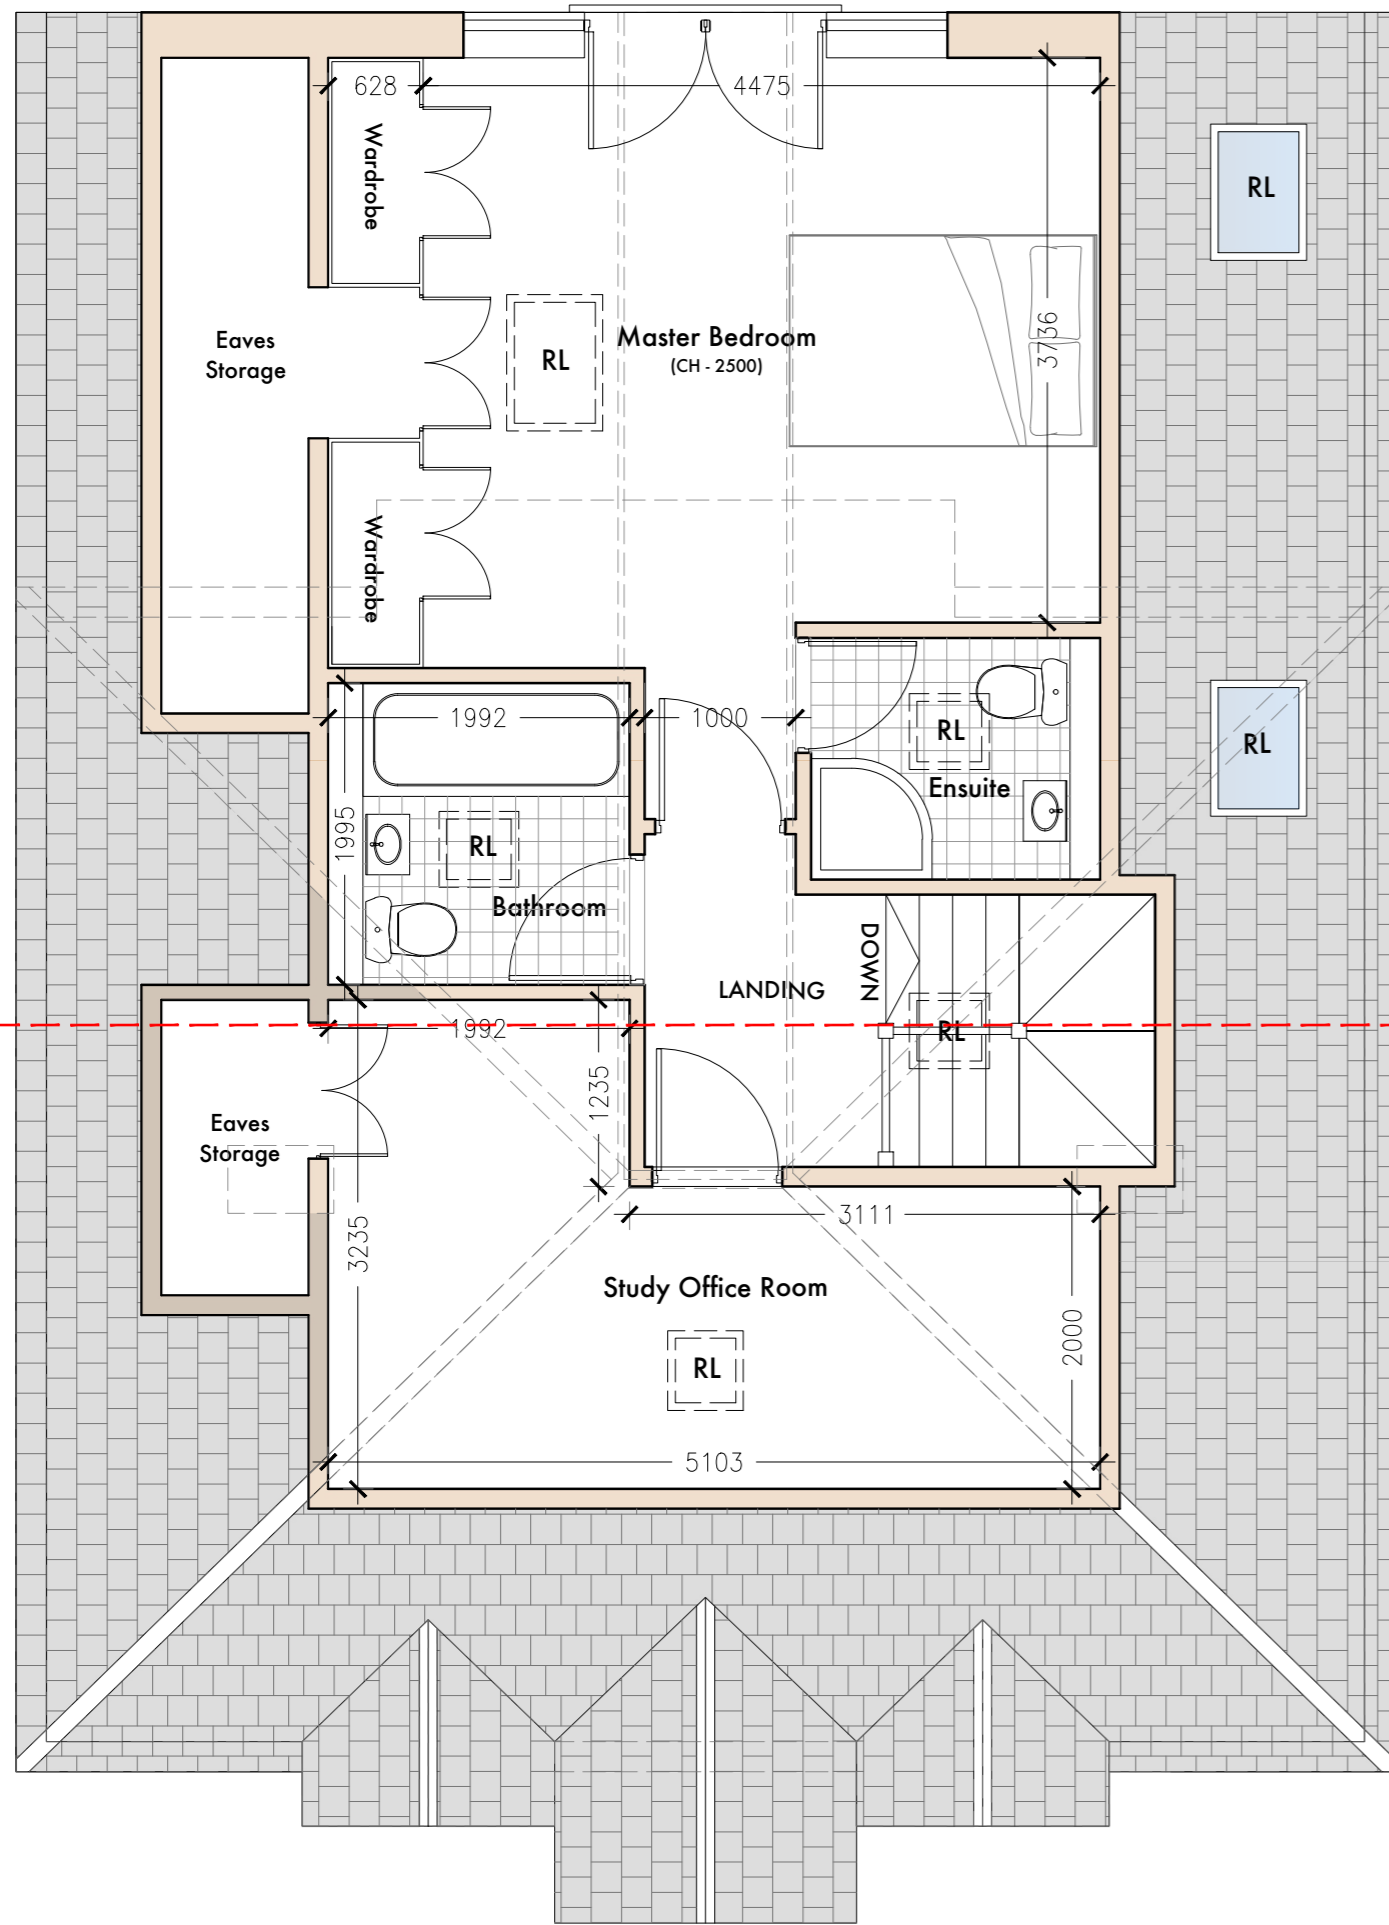 628
4475
Wardrobe
RL
Eaves
Storage
RL
Master Bedroom
(CH - 2500)
3736
Wardrobe
1992
1000
RL
RL
Ensuite
1995
RL
Bathroom
DOWN
LANDING
1992
RL
1235
Eaves
Storage
3235
3111
Study Office Room
2000
RL
5103